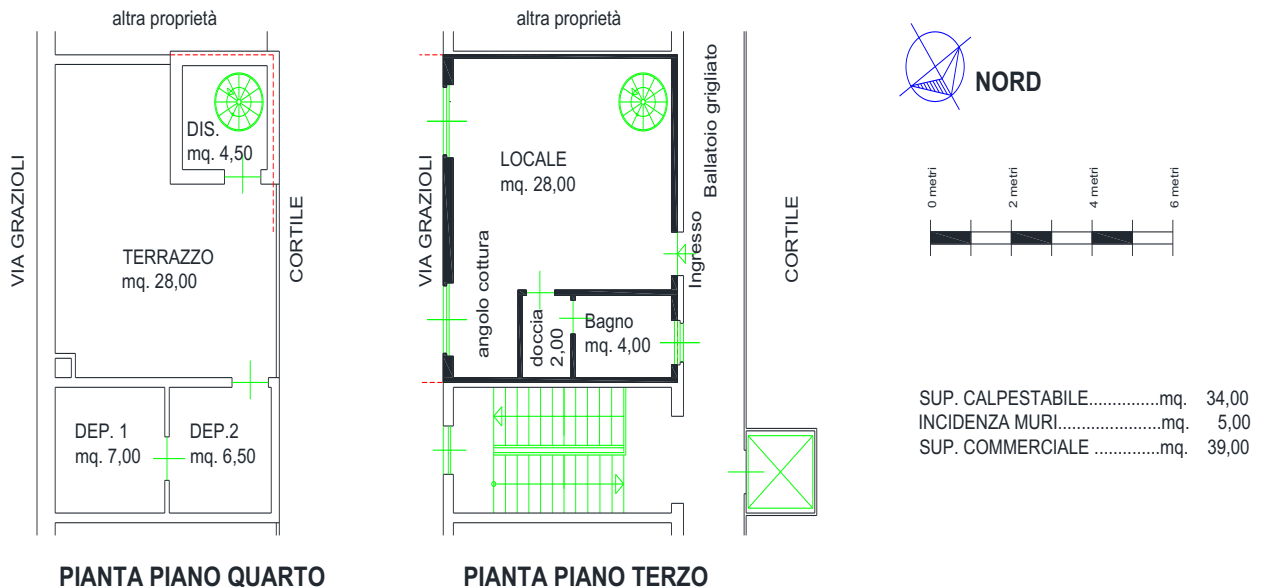 altra proprietà
VIA GRAZIOLI
DIS.
mq. 4,50
TERRAZZO
mq. 28,00
CORTILE
DEP. 1
mq. 7,00
DEP.2
mq. 6,50
PIANTA PIANO QUARTO
altra proprietà
VIA GRAZIOLI
LOCALE
mq. 28,00
angolo cottura
doccia
2,00
Bagno
mq. 4,00
Ingresso
Ballatoio grigliato
CORTILE
PIANTA PIANO TERZO
NORD
0 metri
2 metri
4 metri
6 metri
SUP. CALPESTABILE...............mq. 34,00
INCIDENZA MURI.......................mq. 5,00
SUP. COMMERCIALE ..............mq. 39,00